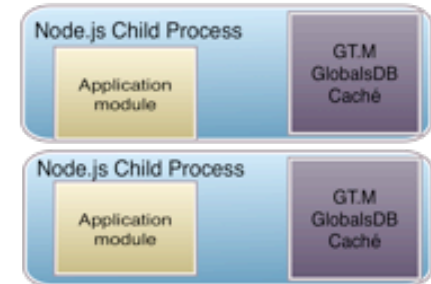 Node.js Child Process
GT.M
GlobalsDB
Caché
Application
module
Node.js Child Process
GT.M
GlobalsDB
Caché
Application
module